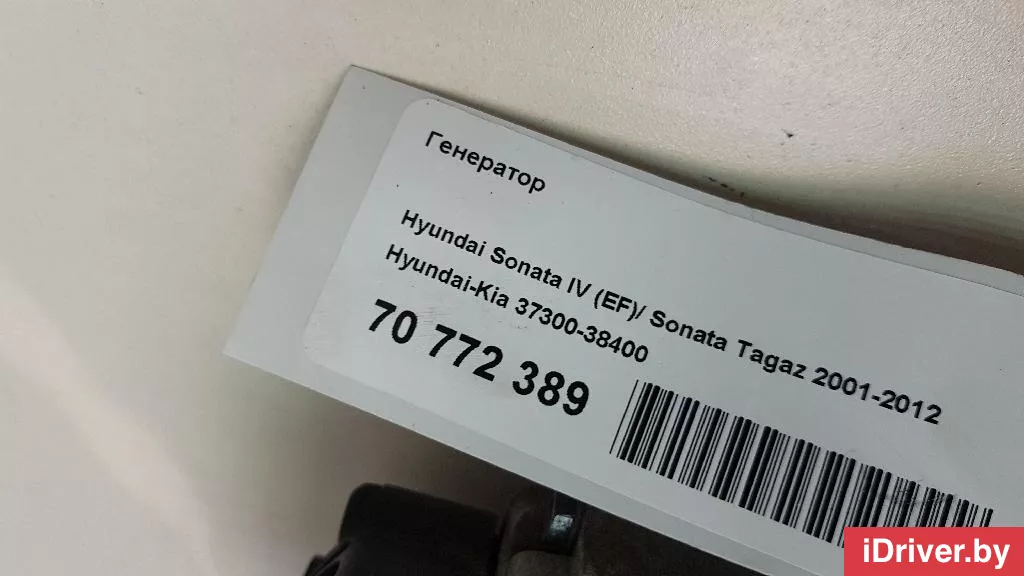 Генератор
Hyundai Sonata IV (EF)/ Sonata Tagaz 2001-2012
Hyundai-Kia 37300-38400
70 772 389
iDriver.by